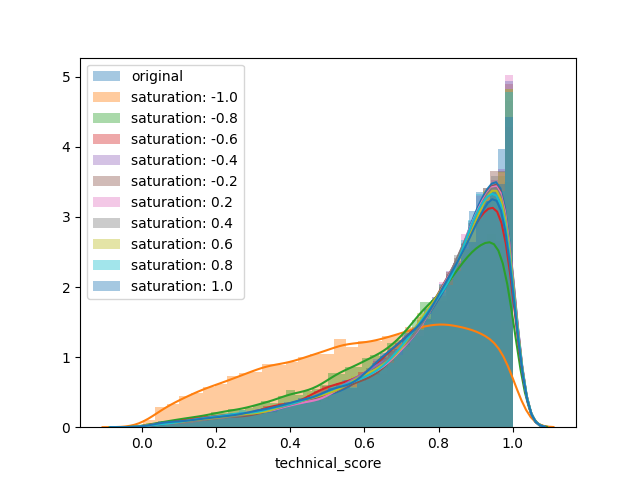 original
saturation: -1.0
saturation: -0.8
saturation: -0.6
saturation: -0.4
saturation: -0.2
saturation: 0.2
saturation: 0.4
saturation: 0.6
saturation: 0.8
saturation: 1.0
5
4
3
2
1
0
0.0 0.2 0.4 0.6 0.8 1.0
technical_score